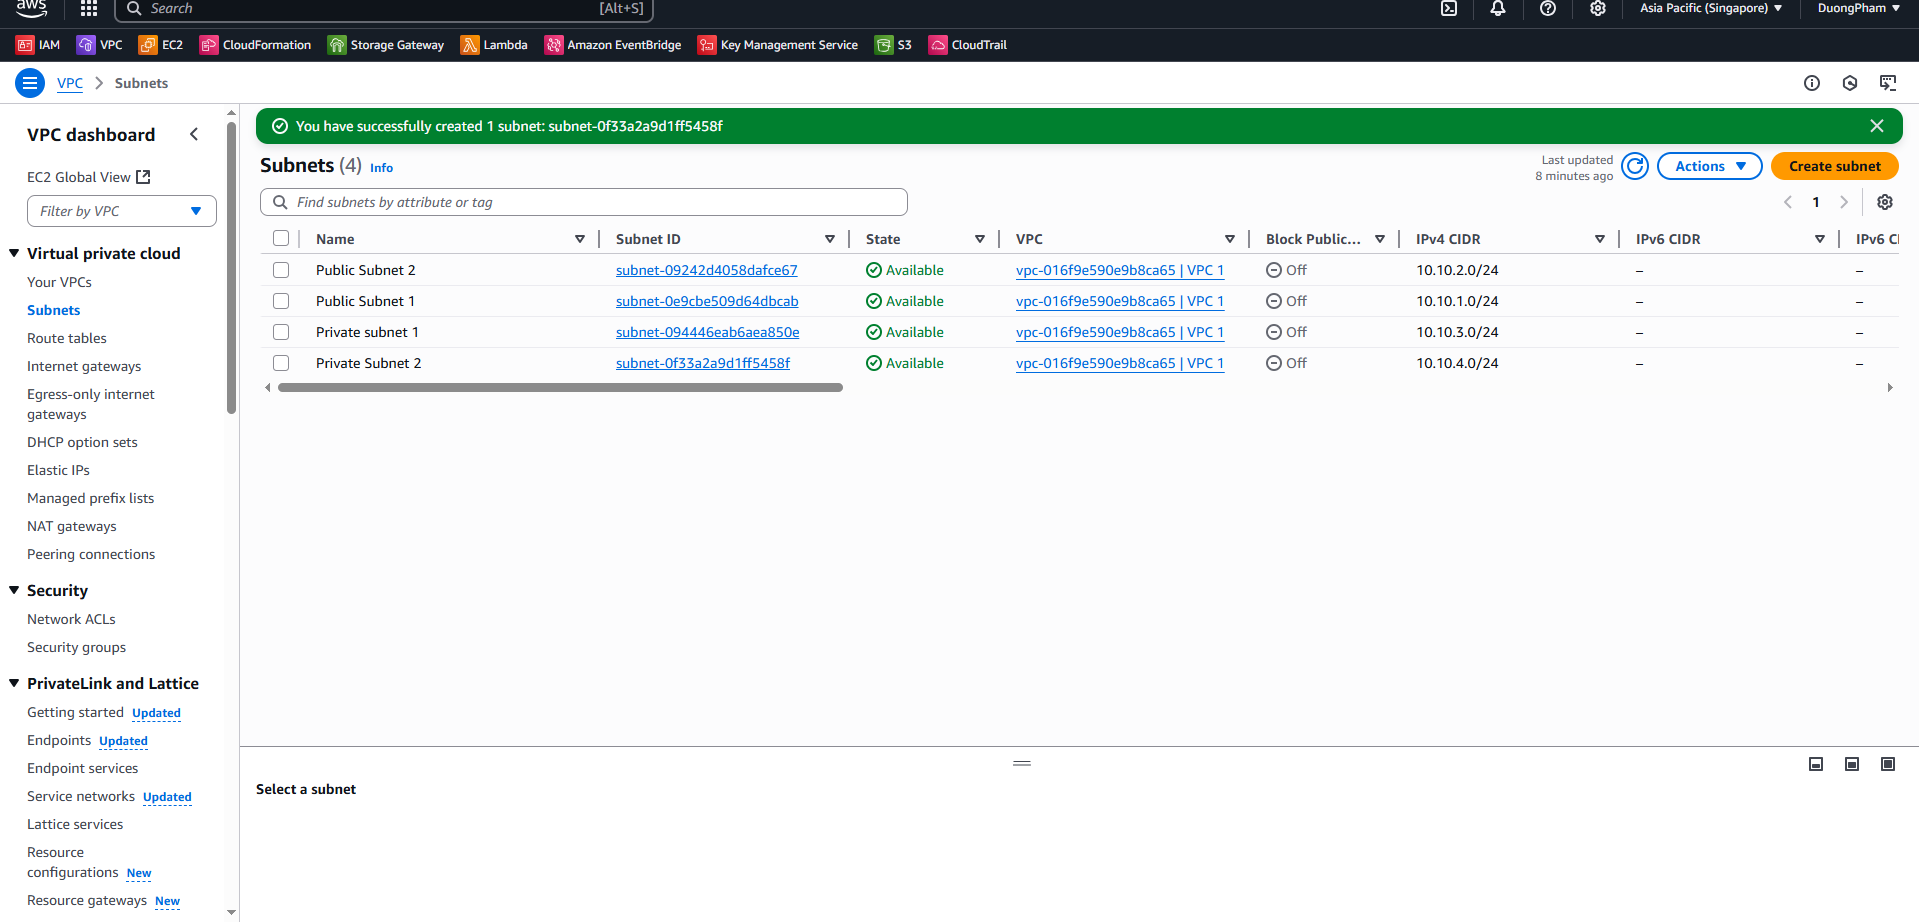 aws
Search [Alt+S]
Asia Pacific (Singapore) DuongPham
IAM VPC EC2 CloudFormation Storage Gateway Lambda Amazon EventBridge Key Management Service S3 CloudTrail
VPC > Subnets
VPC dashboard
EC2 Global View
Filter by VPC
Virtual private cloud
Your VPCs
Subnets
Route tables
Internet gateways
Egress-only internet
gateways
DHCP option sets
Elastic IPs
Managed prefix lists
NAT gateways
Peering connections
Security
Network ACLs
Security groups
PrivateLink and Lattice
Getting started Updated
Endpoints Updated
Endpoint services
Service networks Updated
Lattice services
Resource
configurations New
Resource gateways New
You have successfully created 1 subnet: subnet-0f33a2a9d1ff5458f
Subnets (4) Info
Last updated
8 minutes ago
Actions
Create subnet
Find subnets by attribute or tag
1
Name Subnet ID State VPC Block Public... IPv4 CIDR IPv6 CIDR IPv6 CI
Public Subnet 2 subnet-09242d4058dafce67 Available vpc-016f9e590e9b8ca65 | VPC 1 Off 10.10.2.0/24 – –
Public Subnet 1 subnet-0e9cbe509d64dbcab Available vpc-016f9e590e9b8ca65 | VPC 1 Off 10.10.1.0/24 – –
Private subnet 1 subnet-094446eab6aea850e Available vpc-016f9e590e9b8ca65 | VPC 1 Off 10.10.3.0/24 – –
Private Subnet 2 subnet-0f33a2a9d1ff5458f Available vpc-016f9e590e9b8ca65 | VPC 1 Off 10.10.4.0/24 – –
Select a subnet